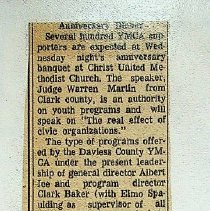 Anniversary Dinner
Several hundred YMCA sup-
porters are expected at Wed-
nesday night's anniversary
banquet at Christ United Me-
thodist Church. The speaker,
Judge Warren Martin from
Clark county, is an authority
on youth programs and will
speak on "The real effect of
civic organizations."
The type of programs offer-
ed by the Daviess County YM-
CA under the present leader-
ship of general director Albert
Ice and program director
Clark Baker (with Elmo Spa-
ulding as supervisor of all